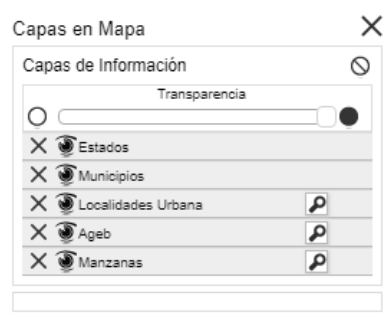 Capas en Mapa
Capas de Información
Transparencia
Estados
Municipios
Localidades Urbana
Ageb
Manzanas